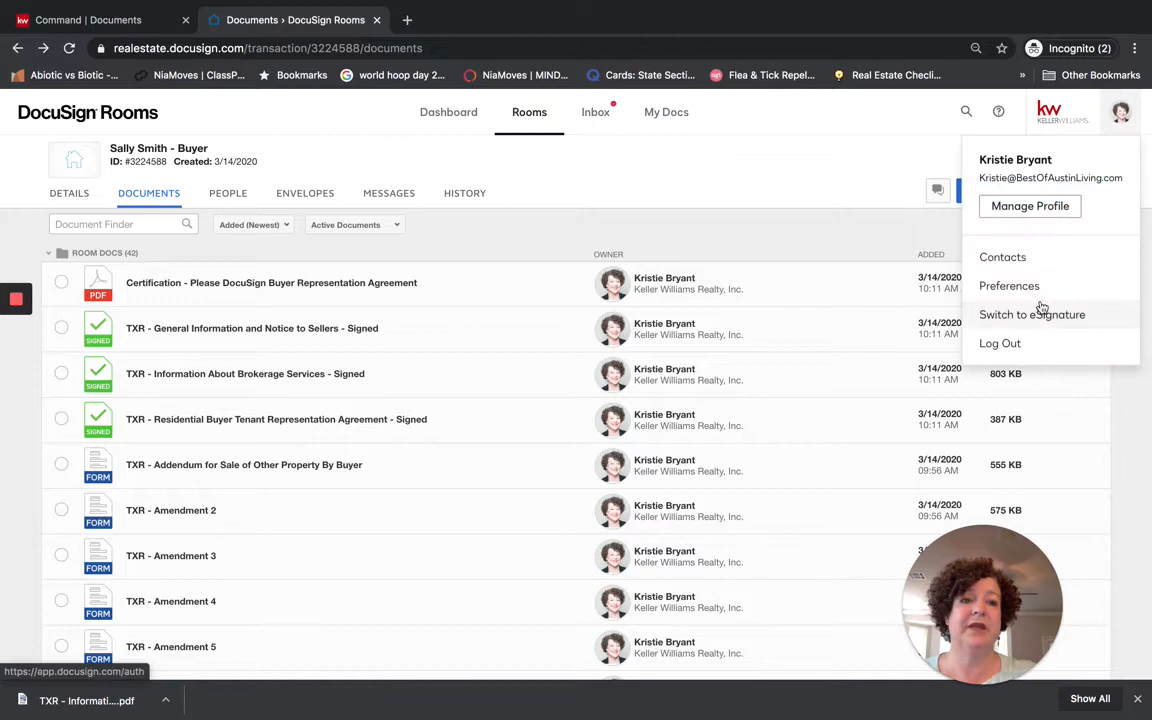 Command | Documents
Documents › DocuSign Rooms
realestate.docusign.com/transaction/3224588/documents
Incognito (2)
Abiotic vs Biotic -...
NiaMoves | ClassP...
Bookmarks
world hoop day 2...
NiaMoves | MIND...
Cards: State Secti...
Flea & Tick Repel...
Real Estate Checli...
»
Other Bookmarks
DocuSign Rooms
Dashboard
Rooms
Inbox
My Docs
kw
KELLERWILLIAMS.
Sally Smith - Buyer
ID: #3224588 Created: 3/14/2020
Kristie Bryant
Kristie@BestOfAustinLiving.com
Manage Profile
Contacts
Preferences
Switch to eSignature
Log Out
DETAILS
DOCUMENTS
PEOPLE
ENVELOPES
MESSAGES
HISTORY
Document Finder
Added (Newest)
Active Documents
ROOM DOCS (42)
OWNER
ADDED
PDF
Certification - Please DocuSign Buyer Representation Agreement
Kristie Bryant
Keller Williams Realty, Inc.
3/14/2020
10:11 AM
SIGNED
TXR - General Information and Notice to Sellers - Signed
Kristie Bryant
Keller Williams Realty, Inc.
3/14/2020
10:11 AM
SIGNED
TXR - Information About Brokerage Services - Signed
Kristie Bryant
Keller Williams Realty, Inc.
3/14/2020
10:11 AM
803 KB
SIGNED
TXR - Residential Buyer Tenant Representation Agreement - Signed
Kristie Bryant
Keller Williams Realty, Inc.
3/14/2020
10:11 AM
387 KB
FORM
TXR - Addendum for Sale of Other Property By Buyer
Kristie Bryant
Keller Williams Realty, Inc.
3/14/2020
09:56 AM
555 KB
FORM
TXR - Amendment 2
Kristie Bryant
Keller Williams Realty, Inc.
3/14/2020
09:56 AM
575 KB
FORM
TXR - Amendment 3
Kristie Bryant
Keller Williams Realty, Inc.
FORM
TXR - Amendment 4
Kristie Bryant
Keller Williams Realty, Inc.
FORM
TXR - Amendment 5
Kristie Bryant
Keller Williams Realty, Inc.
https://app.docusign.com/auth
TXR - Informati....pdf
Show All